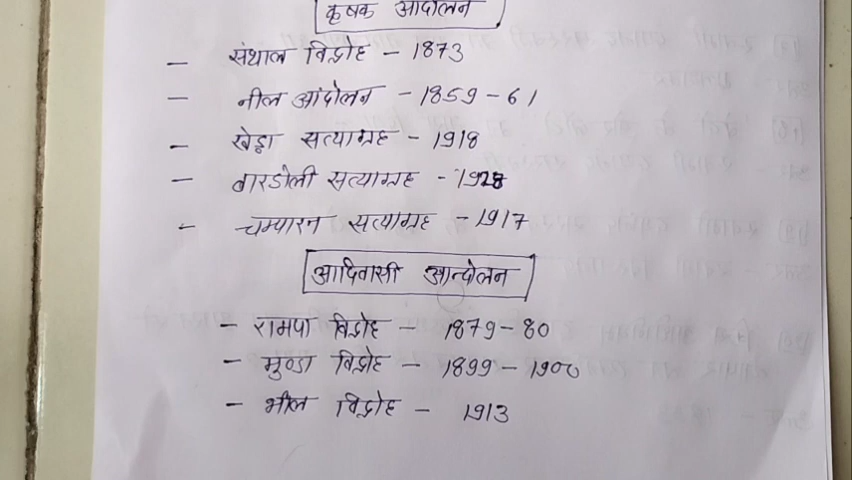 कृषक आंदोलन
– संथाल विद्रोह – 1873
– नील आंदोलन – 1859 – 61
– खेड़ा सत्याग्रह – 1918
– बारडोली सत्याग्रह – 1928
– चम्पारन सत्याग्रह – 1917
आदिवासी आन्दोलन
– रामपा विद्रोह – 1879 – 80
– मुण्डा विद्रोह – 1899 – 1900
– भील विद्रोह – 1913